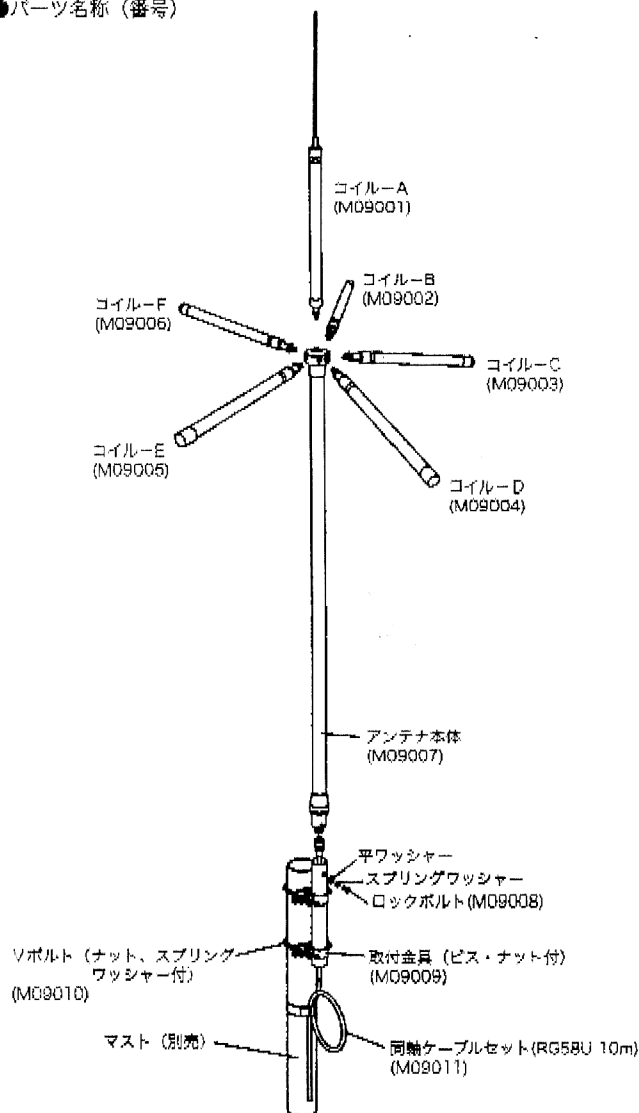 ●パーツ名称（番号）
コイルーA
(M09001)
コイルーB
(M09002)
コイルーF
(M09006)
コイルーC
(M09003)
コイルーE
(M09005)
コイルーD
(M09004)
アンテナ本体
(M09007)
平ワッシャー
スプリングワッシャー
ロックボルト(M09008)
Vボルト（ナット、スプリング
ワッシャー付）
(M09010)
取付金具（ビス・ナット付）
(M09009)
マスト（別売）
同軸ケーブルセット(RG58U 10m)
(M09011)